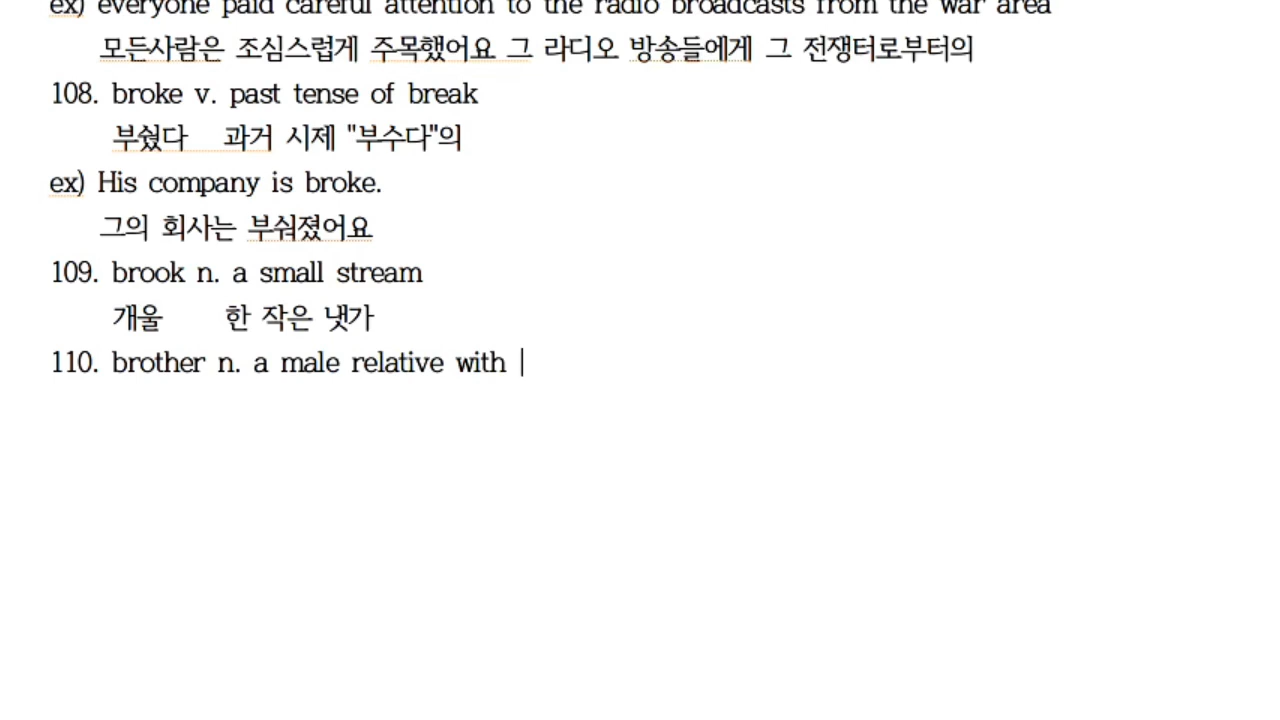 ex) everyone paid careful attention to the radio broadcasts from the war area
모든사람은 조심스럽게 주목했어요 그 라디오 방송들에게 그 전쟁터로부터의
108. broke v. past tense of break
부쉈다 과거 시제 "부수다"의
ex) His company is broke.
그의 회사는 부숴졌어요
109. brook n. a small stream
개울 한 작은 냇가
110. brother n. a male relative with